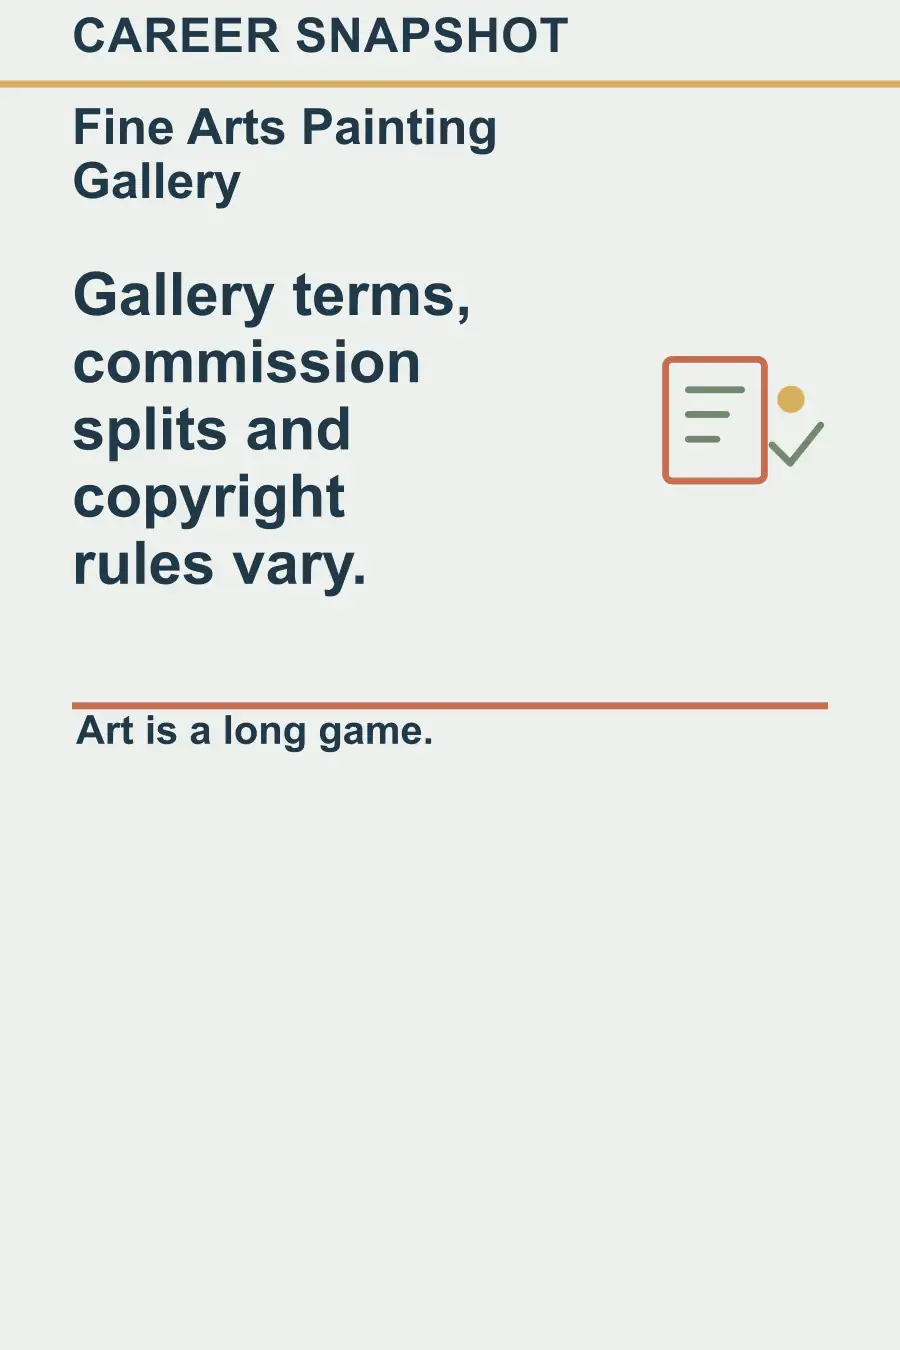 CAREER SNAPSHOT
Fine Arts Painting
Gallery
Gallery terms,
commission
splits and
copyright
rules vary.
Art is a long game.